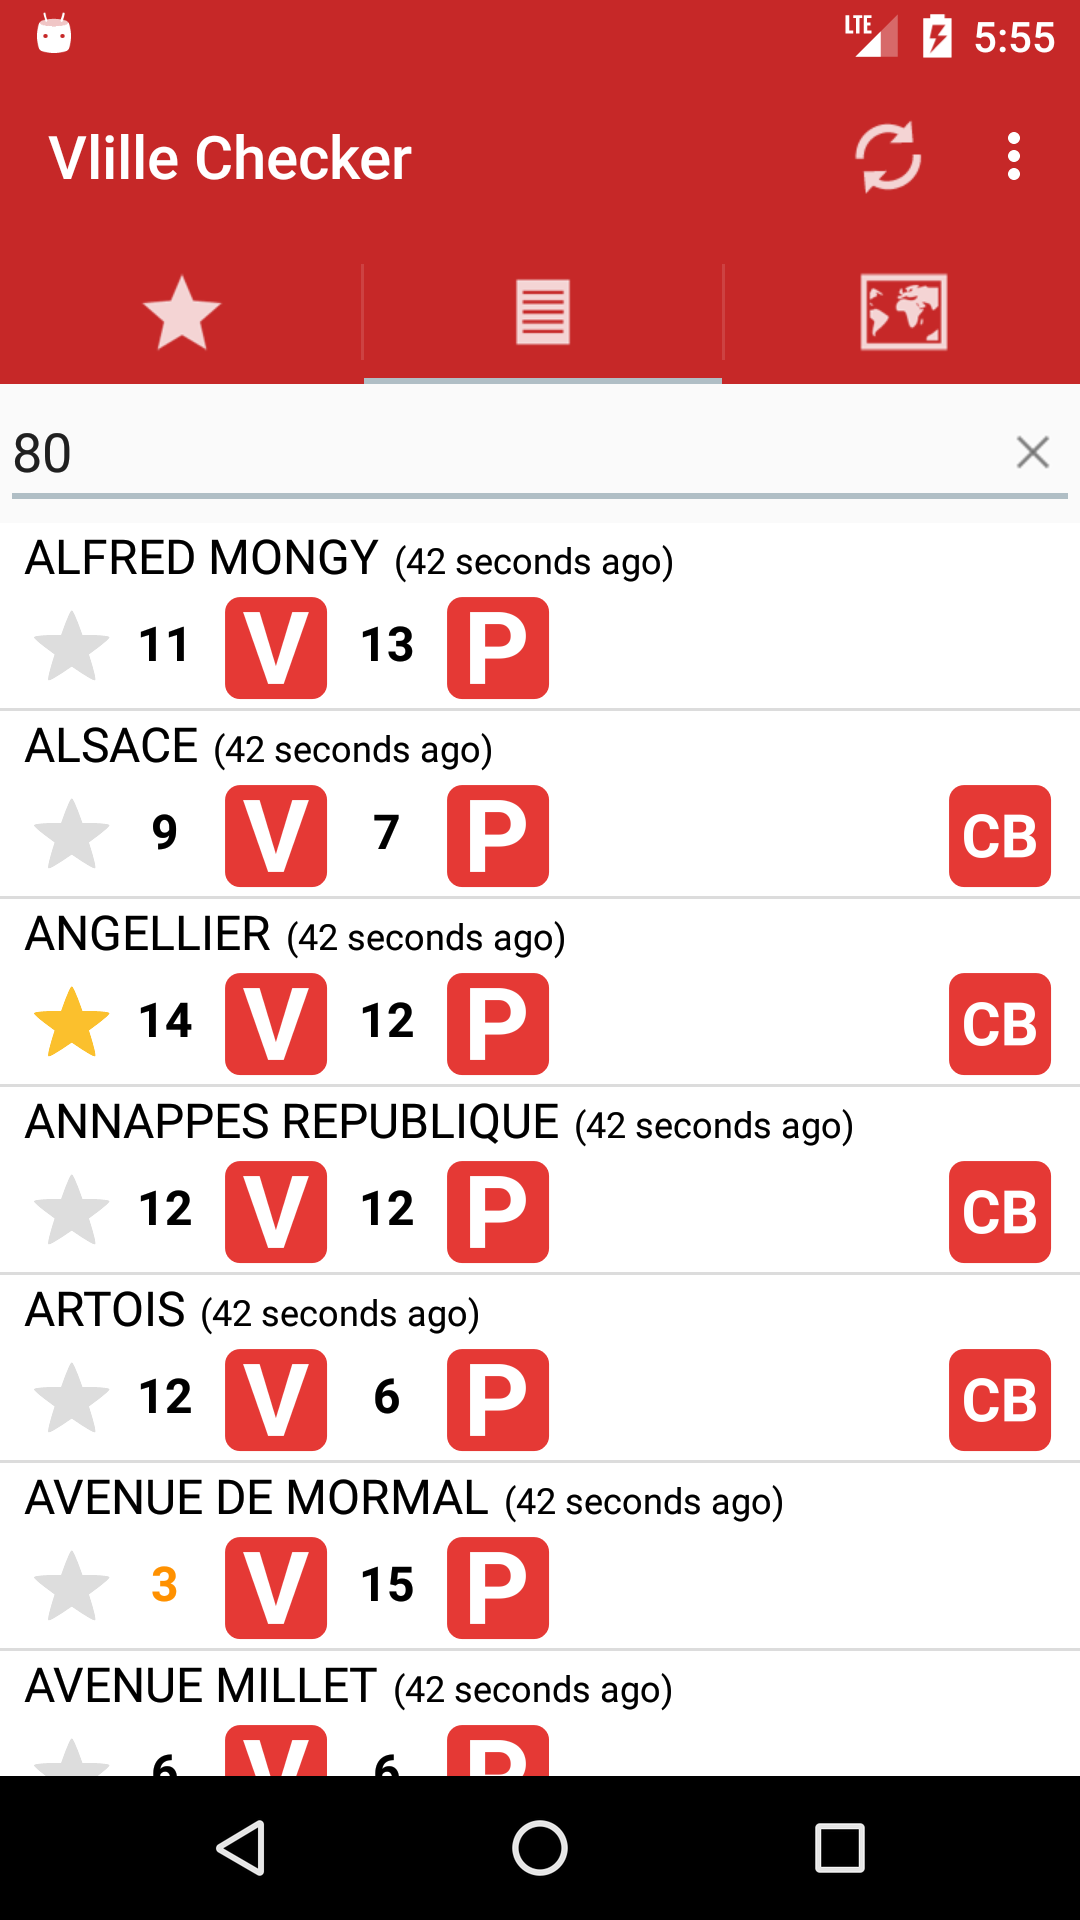 LTE 5:55
Vlille Checker
80
ALFRED MONGY (42 seconds ago)
11 V 13 P
ALSACE (42 seconds ago)
9 V 7 P CB
ANGELLIER (42 seconds ago)
14 V 12 P CB
ANNAPPES REPUBLIQUE (42 seconds ago)
12 V 12 P CB
ARTOIS (42 seconds ago)
12 V 6 P CB
AVENUE DE MORMAL (42 seconds ago)
3 V 15 P
AVENUE MILLET (42 seconds ago)
6 V 6 P